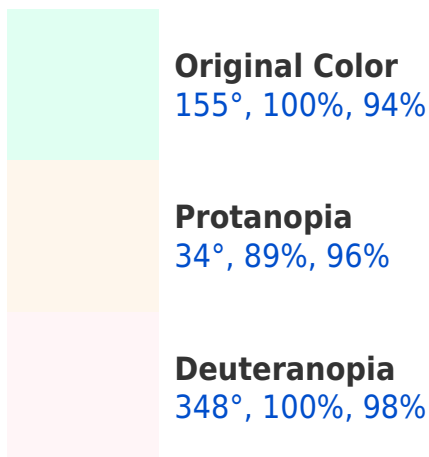 Original Color
155°, 100%, 94%
Protanopia
34°, 89%, 96%
Deuteranopia
348°, 100%, 98%